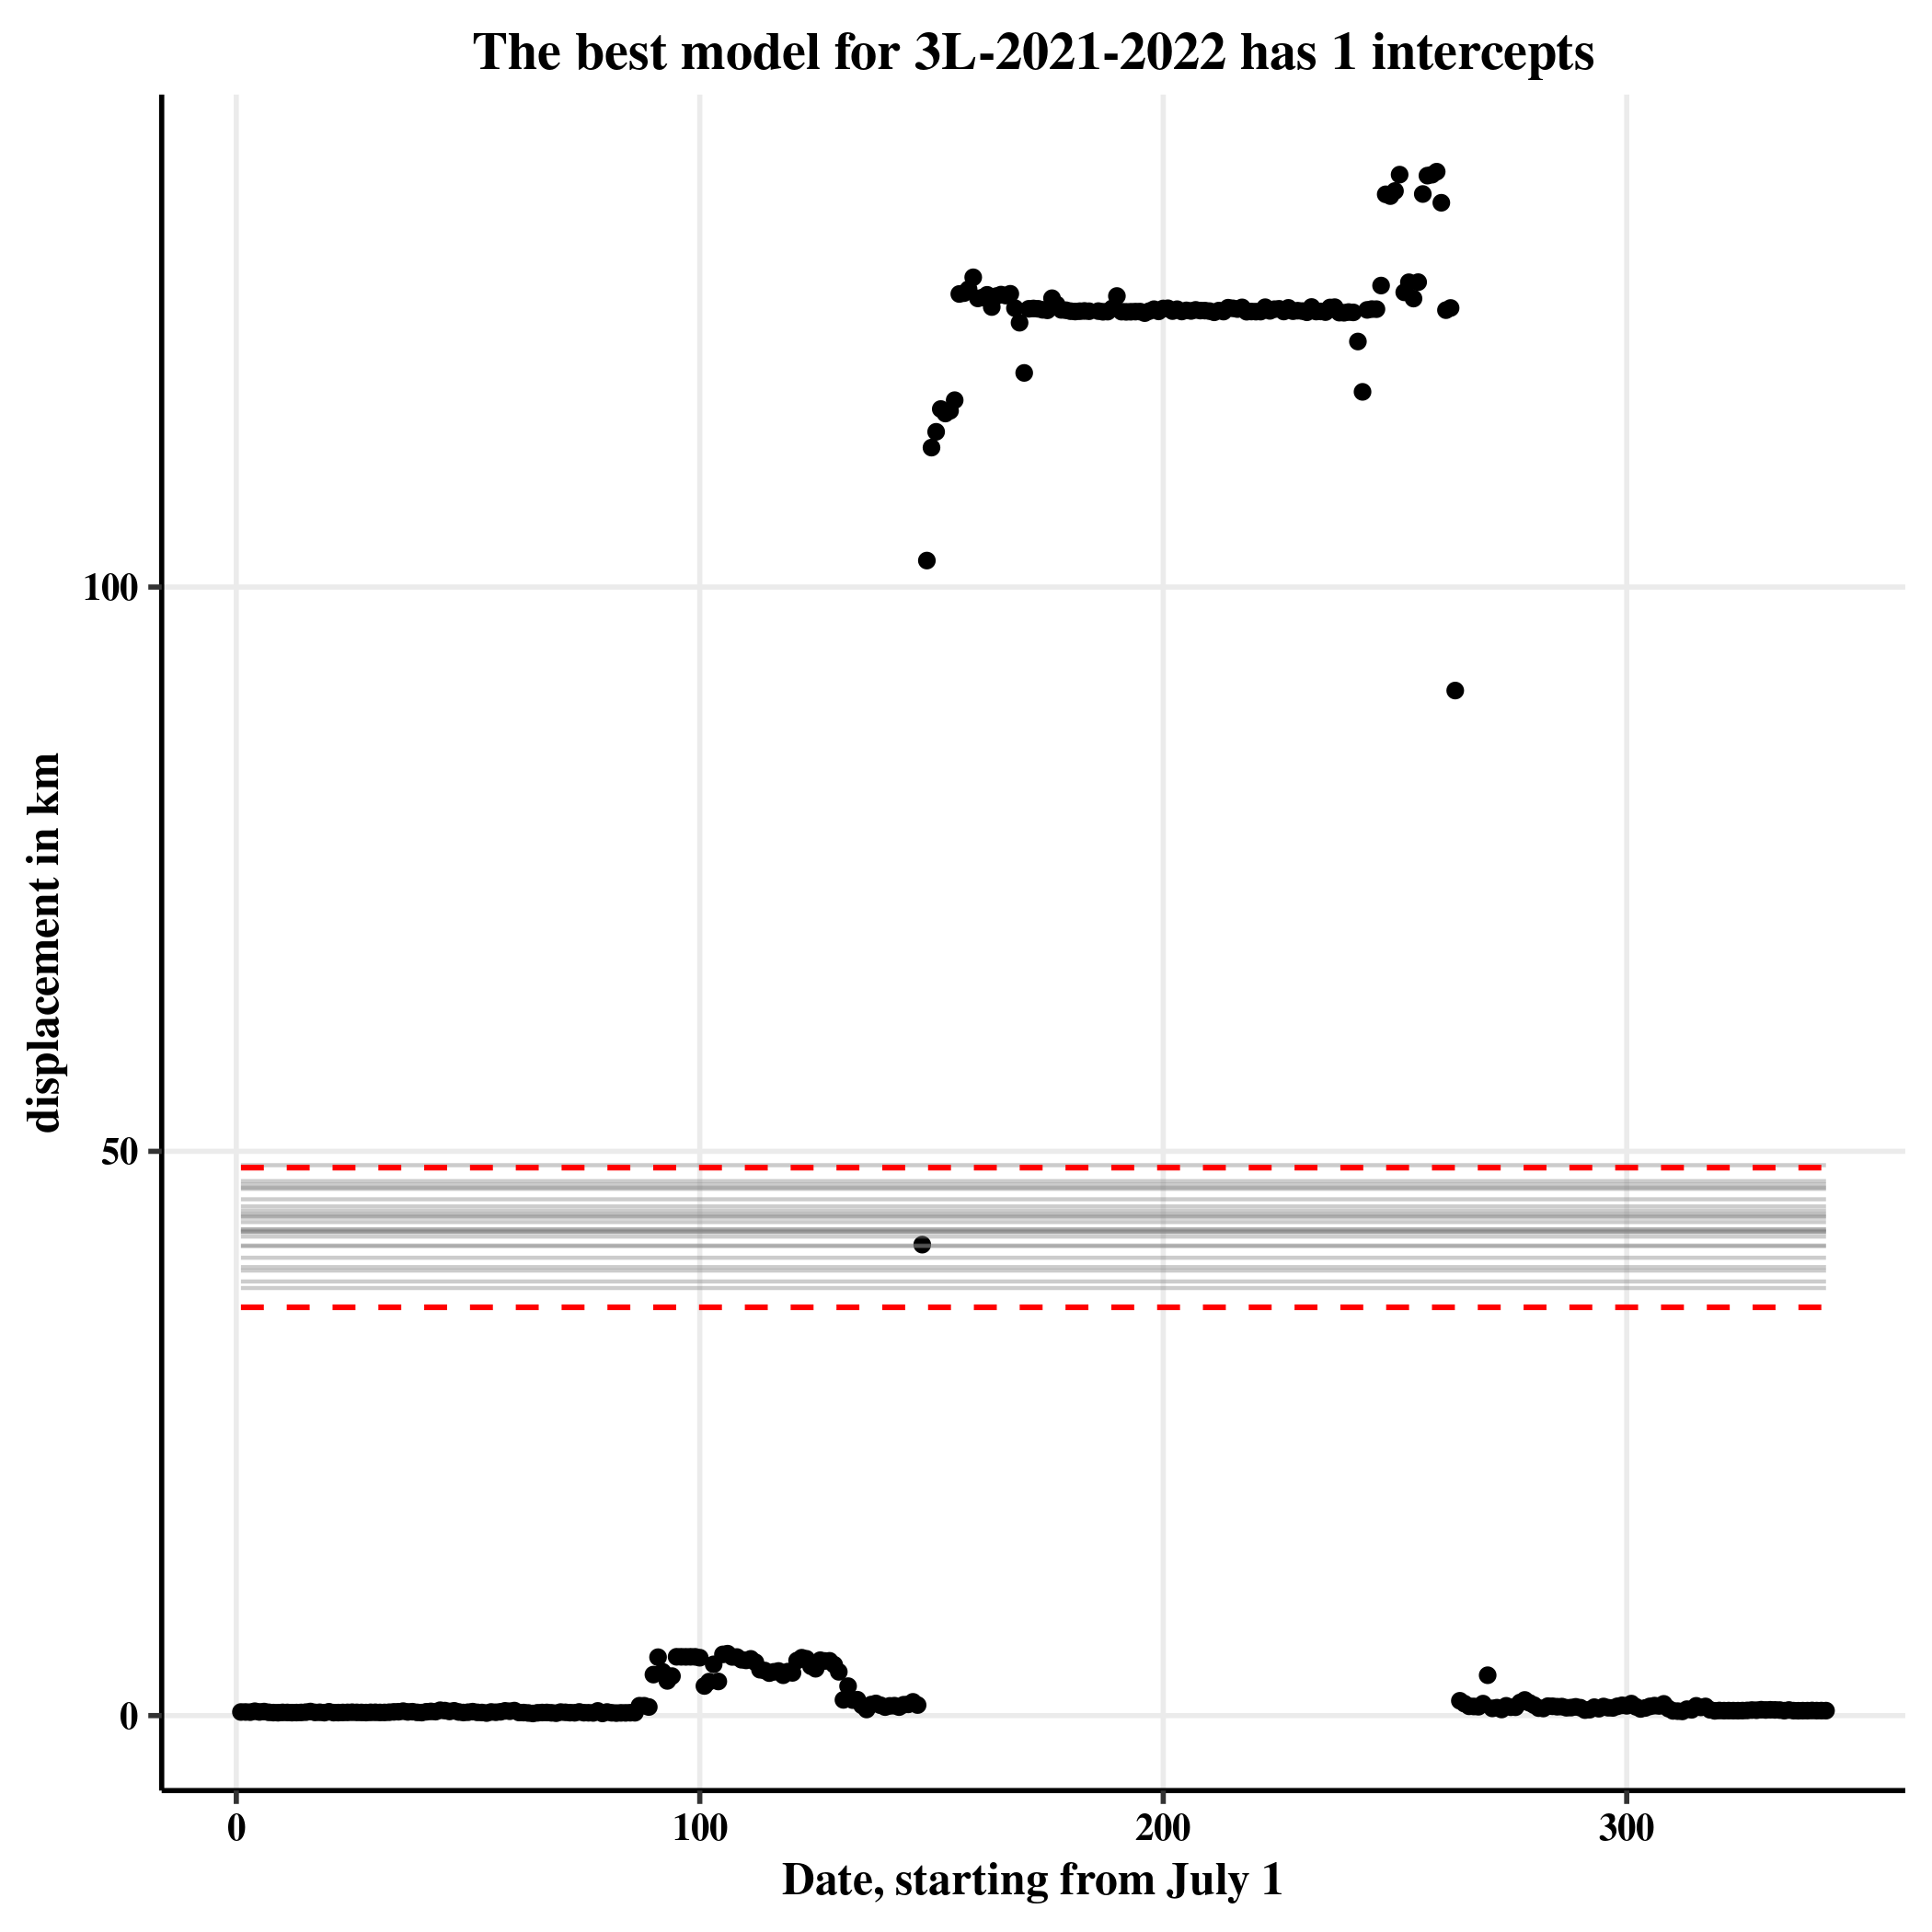 The best model for 3L-2021-2022 has 1 intercepts
displacement in km
100
50
0
0
100
200
300
Date, starting from July 1